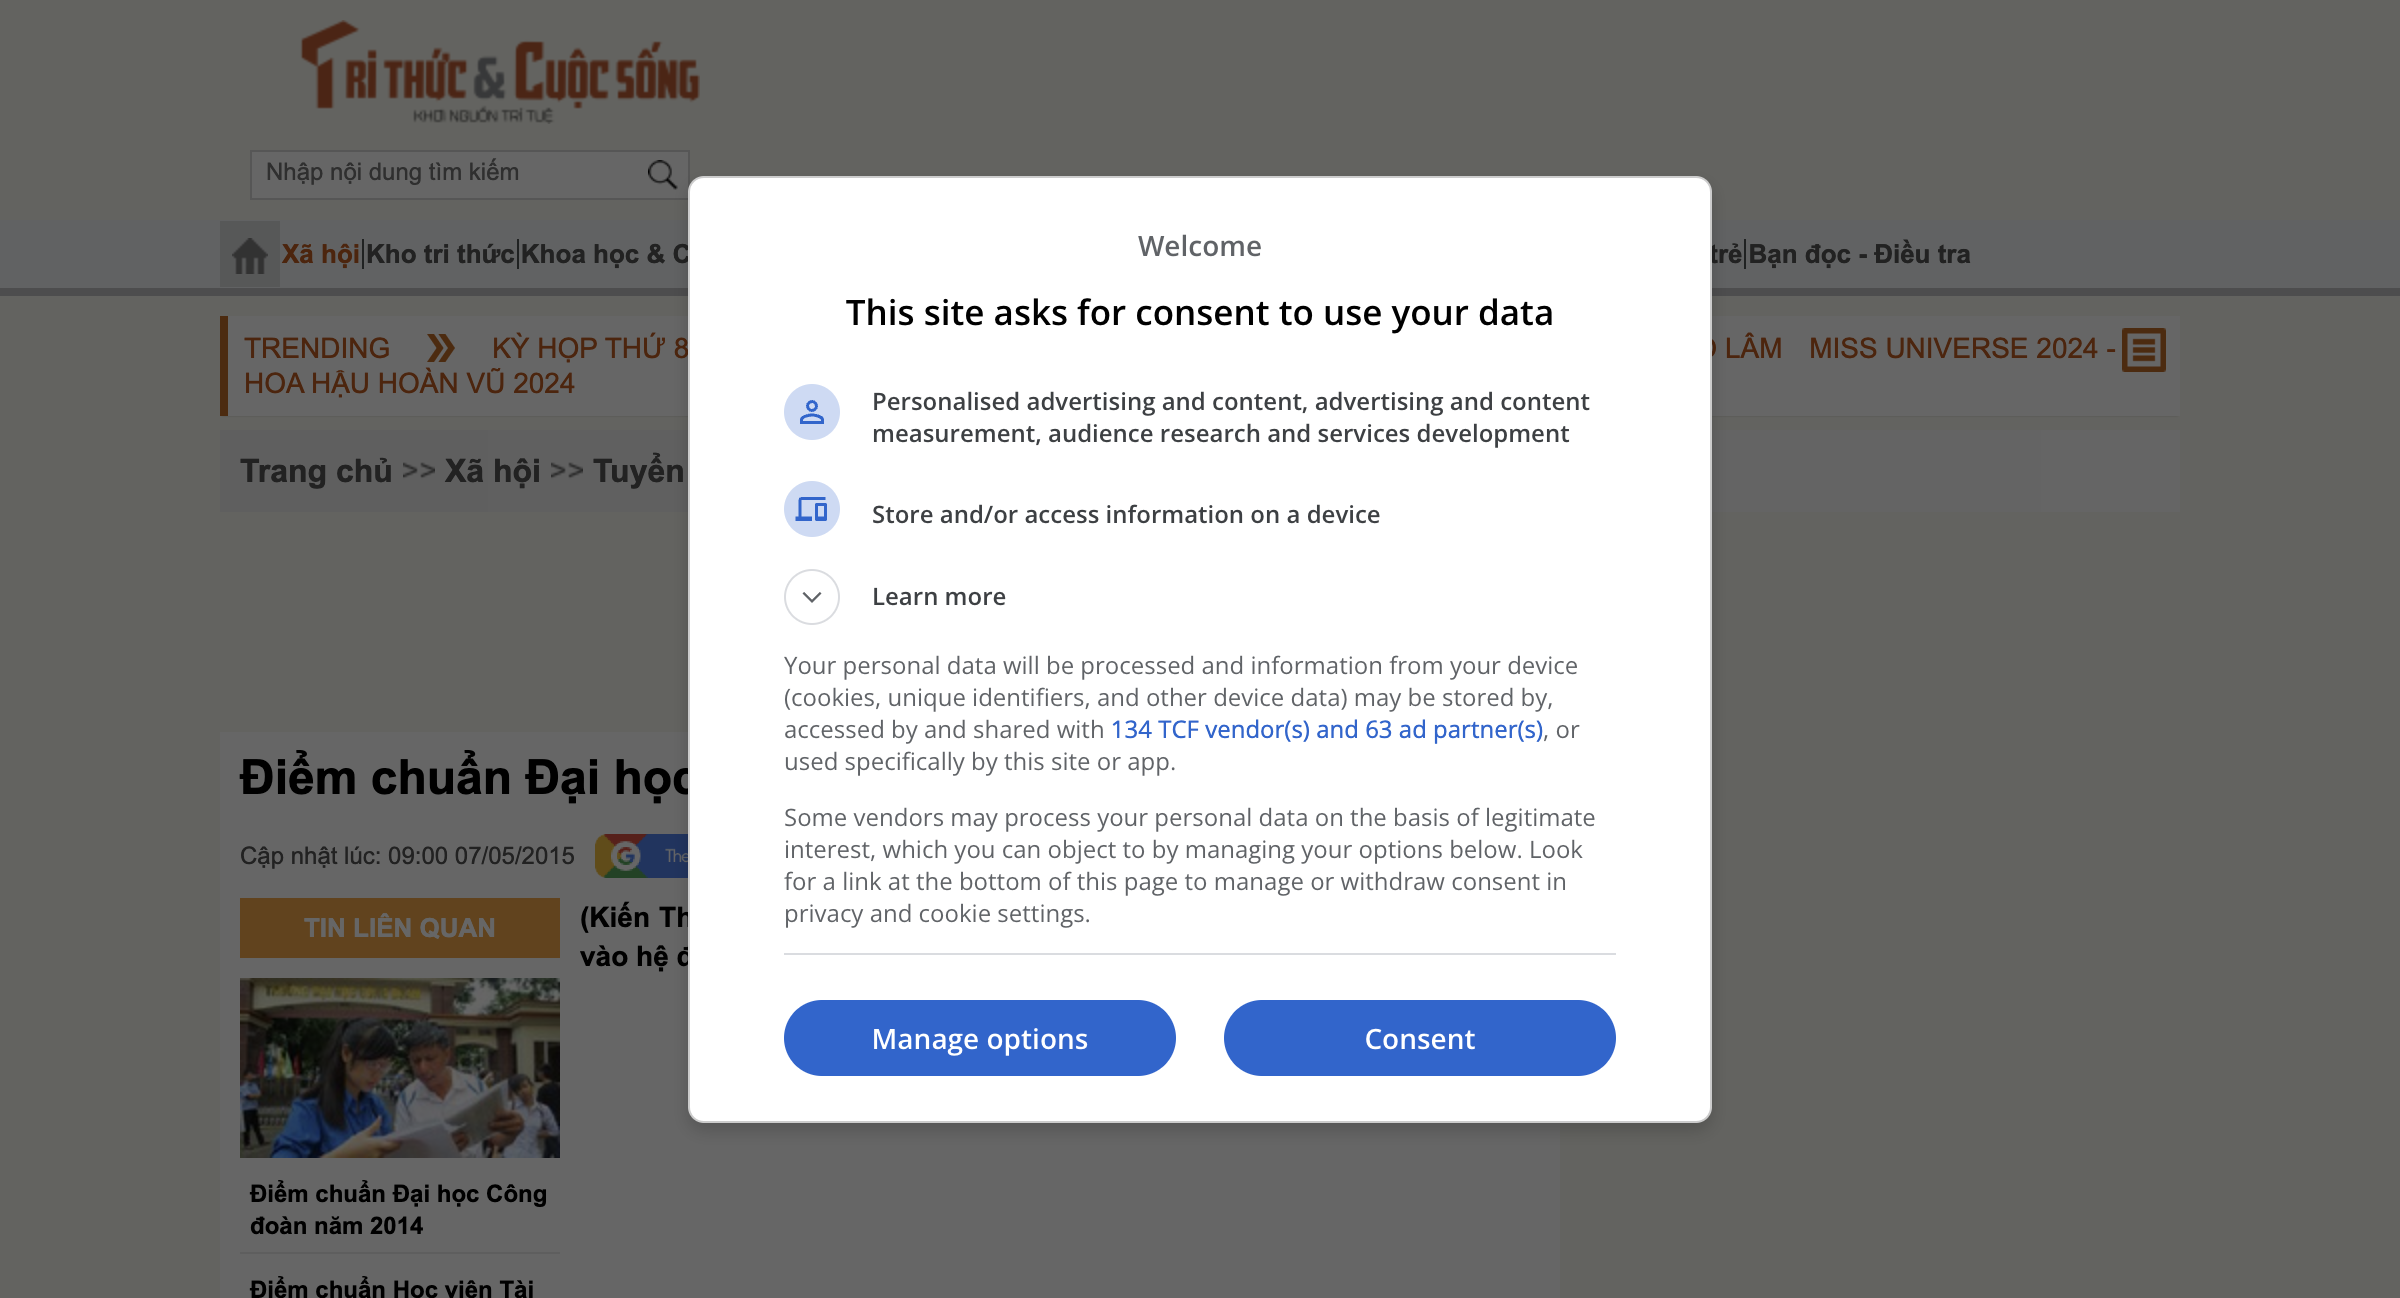 TRI THỨC & CUỘC SỐNG
KHƠI NGUỒN TRÍ TUỆ
Nhập nội dung tìm kiếm
Xã hội|Kho tri thức|Khoa học & C
trẻ|Bạn đọc - Điều tra
TRENDING KỲ HỌP THỨ 8
LÂM MISS UNIVERSE 2024 -
HOA HẬU HOÀN VŨ 2024
Trang chủ >> Xã hội >> Tuyển
Welcome
This site asks for consent to use your data
Personalised advertising and content, advertising and content
measurement, audience research and services development
Store and/or access information on a device
Learn more
Your personal data will be processed and information from your device
(cookies, unique identifiers, and other device data) may be stored by,
accessed by and shared with 134 TCF vendor(s) and 63 ad partner(s), or
used specifically by this site or app.
Some vendors may process your personal data on the basis of legitimate
interest, which you can object to by managing your options below. Look
for a link at the bottom of this page to manage or withdraw consent in
privacy and cookie settings.
Manage options
Consent
Điểm chuẩn Đại học
Cập nhật lúc: 09:00 07/05/2015
The
TIN LIÊN QUAN
(Kiến Th
vào hệ đ
Điểm chuẩn Đại học Công
đoàn năm 2014
Điểm chuẩn Học viện Tài